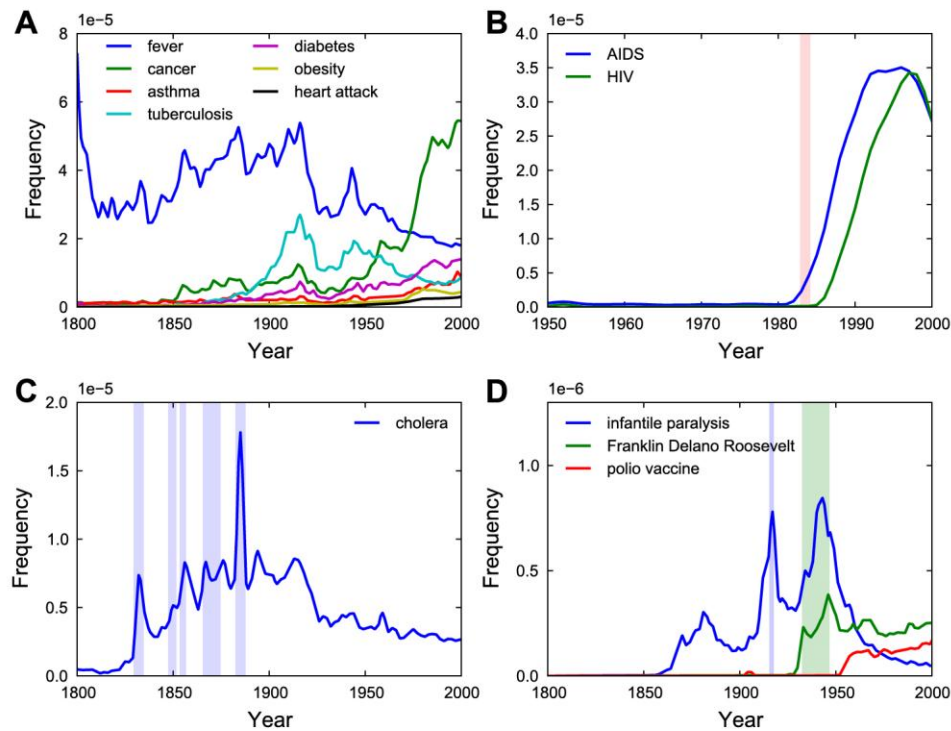 A
1e−5
8
6
4
2
0
Frequency
fever
cancer
asthma
tuberculosis
diabetes
obesity
heart attack
1800 1850 1900 1950 2000
Year
B
1e−5
4.0
3.5
3.0
2.5
2.0
1.5
1.0
0.5
0.0
Frequency
AIDS
HIV
1950 1960 1970 1980 1990 2000
Year
C
1e−5
2.0
1.5
1.0
0.5
0.0
Frequency
cholera
1800 1850 1900 1950 2000
Year
D
1e−6
1.0
0.5
0.0
Frequency
infantile paralysis
Franklin Delano Roosevelt
polio vaccine
1800 1850 1900 1950 2000
Year